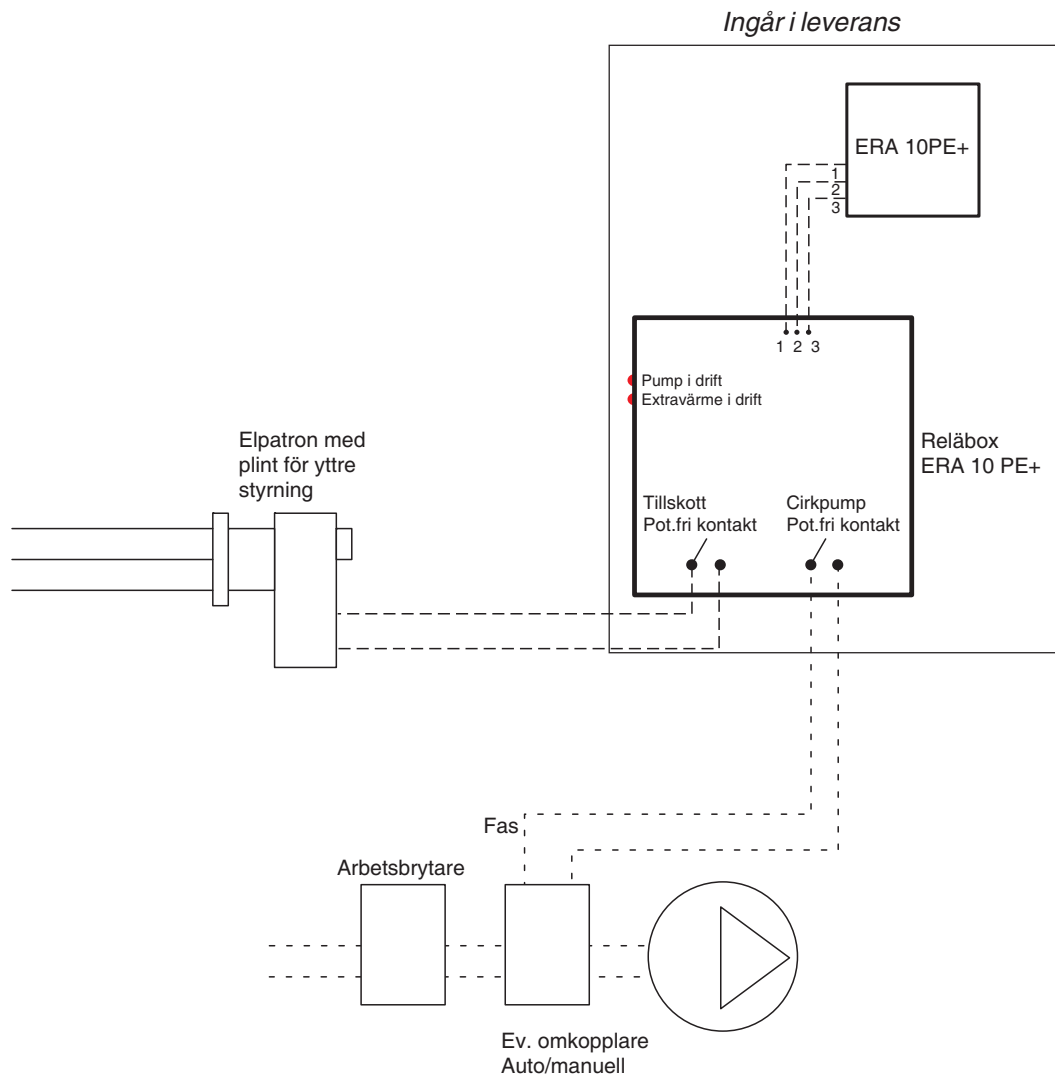 Ingår i leverans
ERA 10PE+
1
2
3
1 2 3
Pump i drift
Extravärme i drift
Reläbox
ERA 10 PE+
Elpatron med
plint för yttre
styrning
Tillskott
Pot.fri kontakt
Cirkpump
Pot.fri kontakt
Fas
Arbetsbrytare
Ev. omkopplare
Auto/manuell